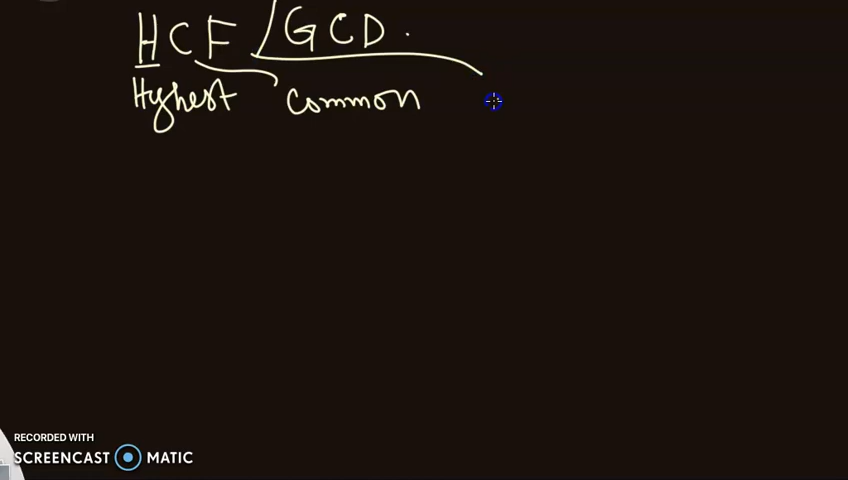 HCF / GCD.
Highest Common
RECORDED WITH
SCREENCAST MATIC